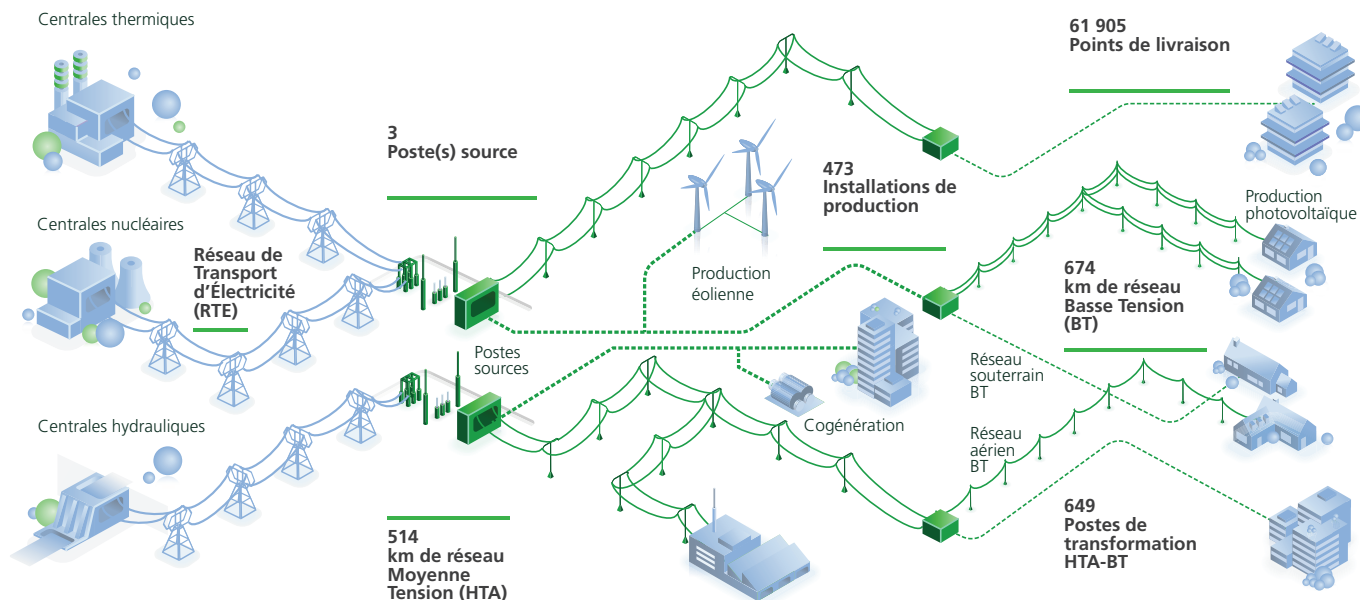 Centrales thermiques
61 905
Points de livraison
3
Poste(s) source
473
Installations de
production
Production
photovoltaïque
Centrales nucléaires
Réseau de
Transport
d’Électricité
(RTE)
Production
éolienne
674
km de réseau
Basse Tension
(BT)
Postes
sources
Réseau
souterrain
BT
Centrales hydrauliques
Cogénération
Réseau
aérien
BT
514
km de réseau
Moyenne
Tension (HTA)
649
Postes de
transformation
HTA-BT